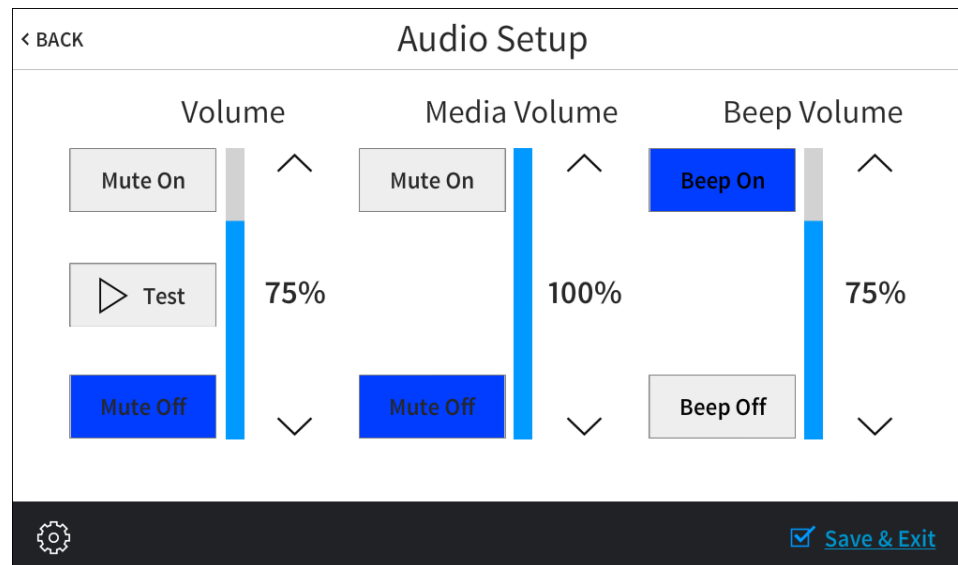 < BACK
Audio Setup
Volume
Media Volume
Beep Volume
Mute On
Mute On
Beep On
Test
75%
100%
75%
Mute Off
Mute Off
Beep Off
Save & Exit